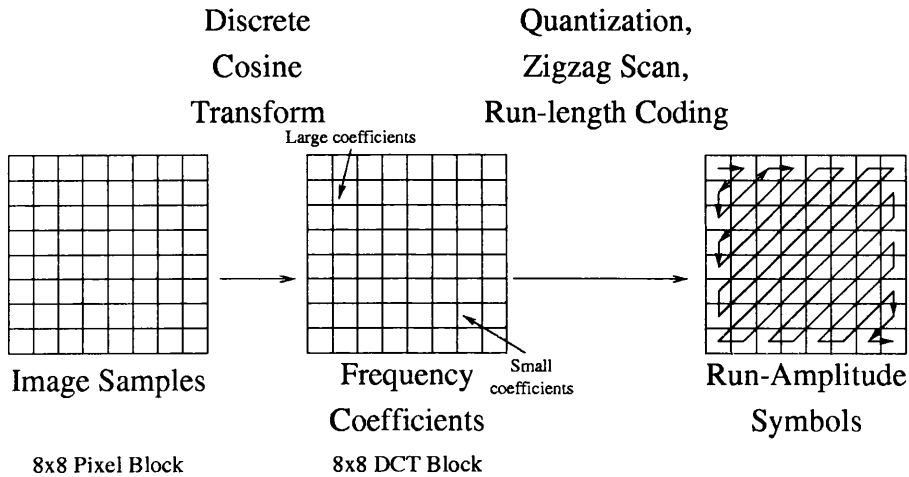 Discrete
Cosine
Transform
Quantization,
Zigzag Scan,
Run-length Coding
Large coefficients
Small
coefficients
Image Samples
Frequency
Coefficients
Run-Amplitude
Symbols
8x8 Pixel Block
8x8 DCT Block